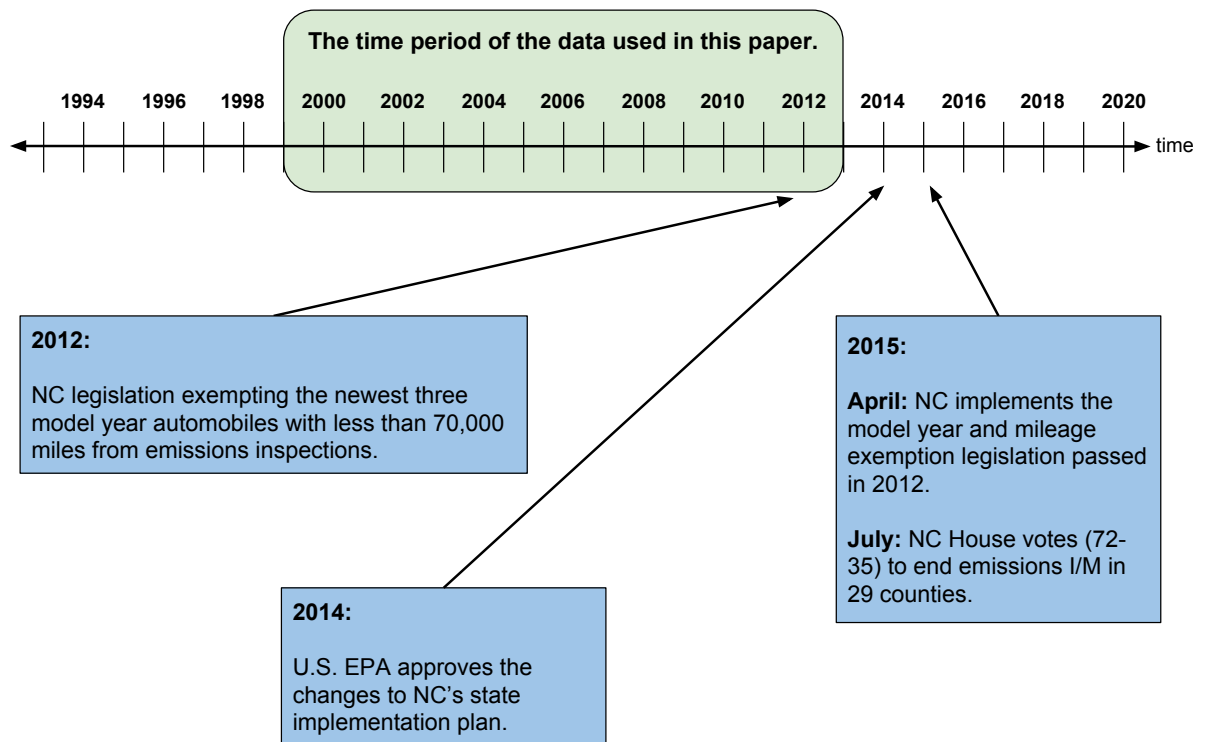 The time period of the data used in this paper.
1994 1996 1998 2000 2002 2004 2006 2008 2010 2012 2014 2016 2018 2020
time
2012:
NC legislation exempting the newest three
model year automobiles with less than 70,000
miles from emissions inspections.
2015:
April: NC implements the
model year and mileage
exemption legislation passed
in 2012.
July: NC House votes (72-
35) to end emissions I/M in
29 counties.
2014:
U.S. EPA approves the
changes to NC’s state
implementation plan.